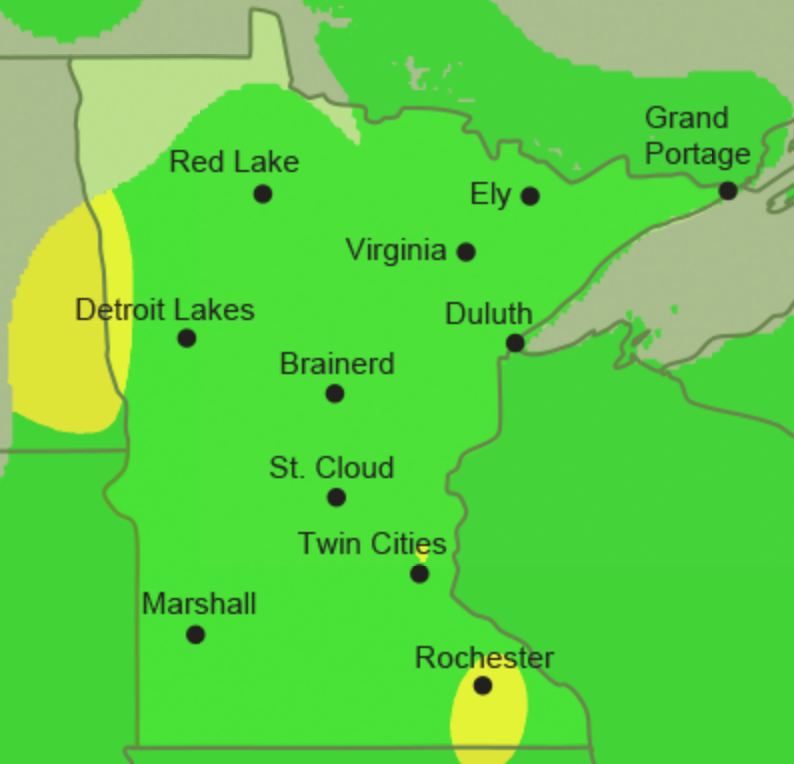 Grand
Portage
Red Lake
Ely
Virginia
Detroit Lakes
Duluth
Brainerd
St. Cloud
Twin Cities
Marshall
Rochester